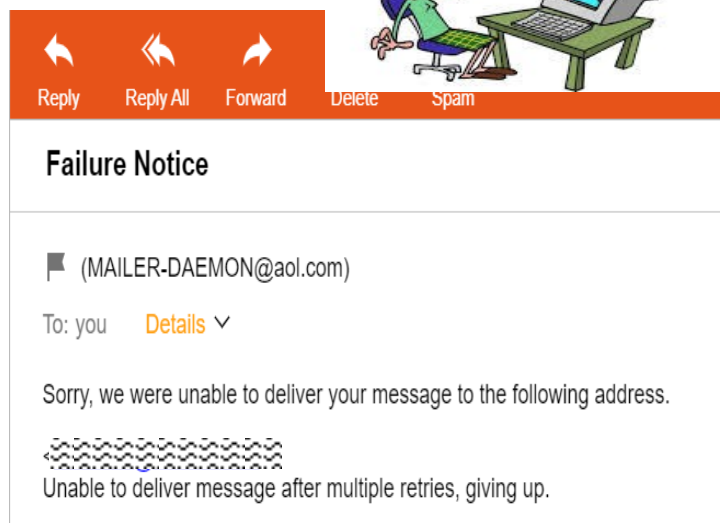 Reply Reply All Forward Delete Spam
Failure Notice
(MAILER-DAEMON@aol.com)
To: you Details
Sorry, we were unable to deliver your message to the following address.
<
Unable to deliver message after multiple retries, giving up.